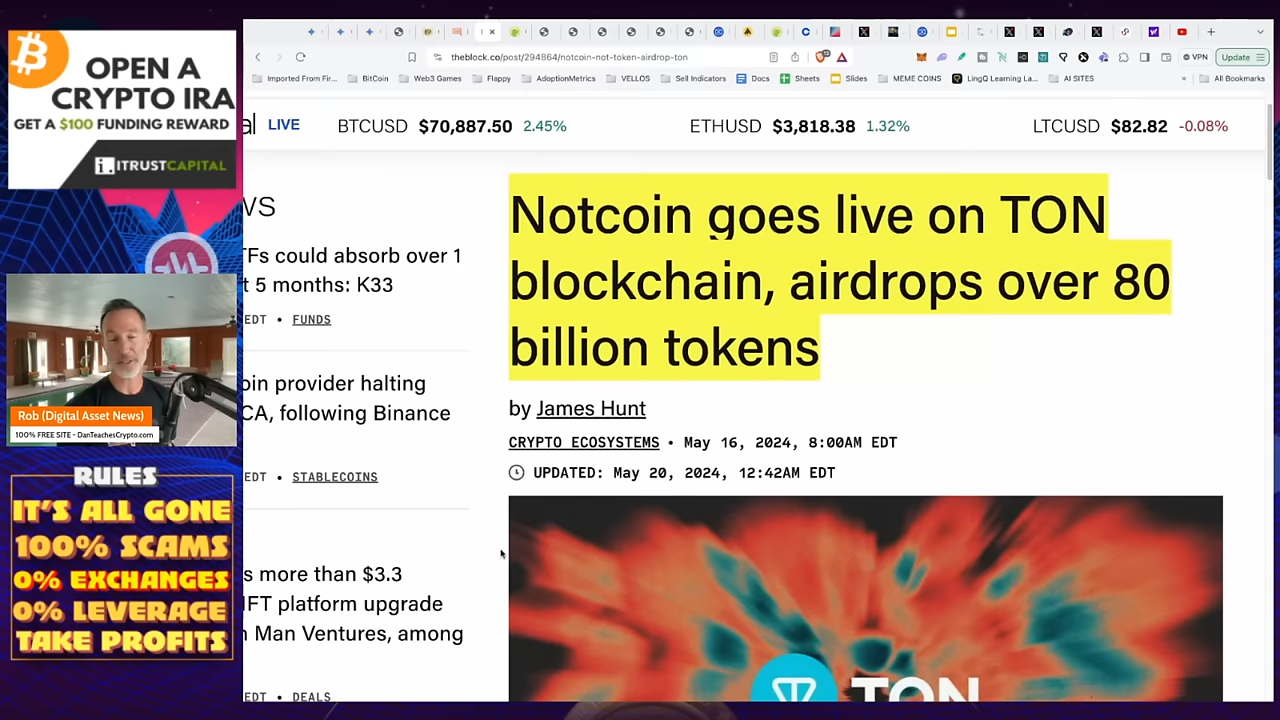 OPEN A
CRYPTO IRA
GET A $100 FUNDING REWARD
i. iTRUSTCAPITAL
Rob (Digital Asset News)
100% FREE SITE - DanTeachesCrypto.com
RULES
IT'S ALL GONE
100% SCAMS
0% EXCHANGES
0% LEVERAGE
TAKE PROFITS
theblock.co/post/294864/notcoin-not-token-airdrop-ton
VPN
Update
Imported From Fir... BitCoin Web3 Games Flappy AdoptionMetrics VELLOS Sell Indicators Docs Sheets Slides MEME COINS LingQ Learning La... AI SITES » All Bookmarks
al LIVE BTCUSD $70,887.50 2.45% ETHUSD $3,818.38 1.32% LTCUSD $82.82 -0.08%
WS
TFs could absorb over 1
t 5 months: K33
EDT • FUNDS
oin provider halting
CA, following Binance
EDT • STABLECOINS
s more than $3.3
IFT platform upgrade
n Man Ventures, among
EDT • DEALS
Notcoin goes live on TON
blockchain, airdrops over 80
billion tokens
by James Hunt
CRYPTO ECOSYSTEMS • May 16, 2024, 8:00AM EDT
UPDATED: May 20, 2024, 12:42AM EDT
TON